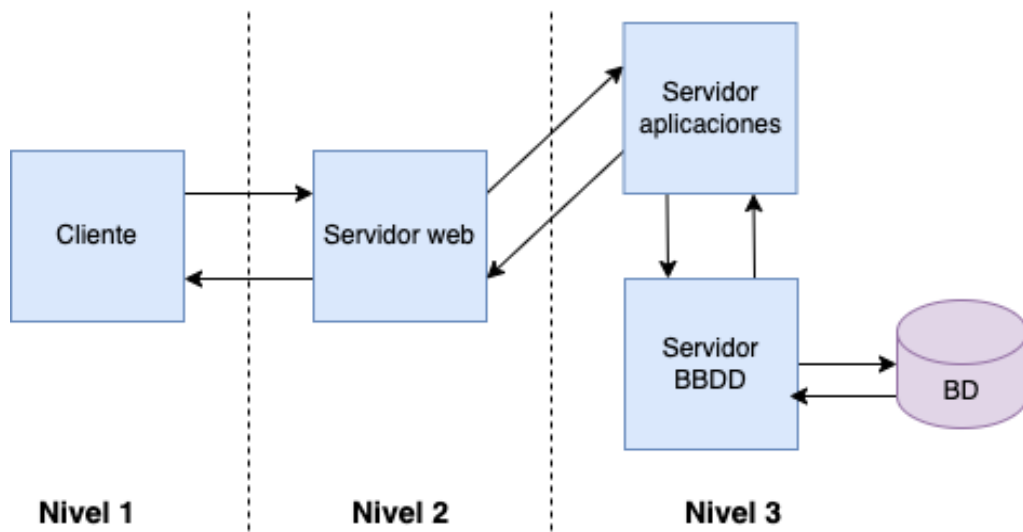 Cliente
Servidor web
Servidor
aplicaciones
Servidor
BBDD
BD
Nivel 1
Nivel 2
Nivel 3